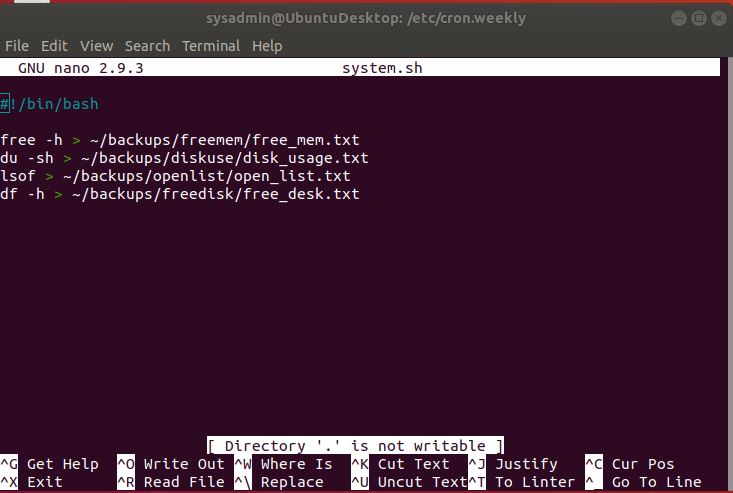 sysadmin@UbuntuDesktop: /etc/cron.weekly
File Edit View Search Terminal Help
GNU nano 2.9.3 system.sh
#!/bin/bash
free -h > ~/backups/freemem/free_mem.txt
du -sh > ~/backups/diskuse/disk_usage.txt
lsof > ~/backups/openlist/open_list.txt
df -h > ~/backups/freedisk/free_desk.txt
[ Directory '.' is not writable ]
^G Get Help ^O Write Out ^W Where Is ^K Cut Text ^J Justify ^C Cur Pos
^X Exit ^R Read File ^\ Replace ^U Uncut Text ^T To Linter ^_ Go To Line